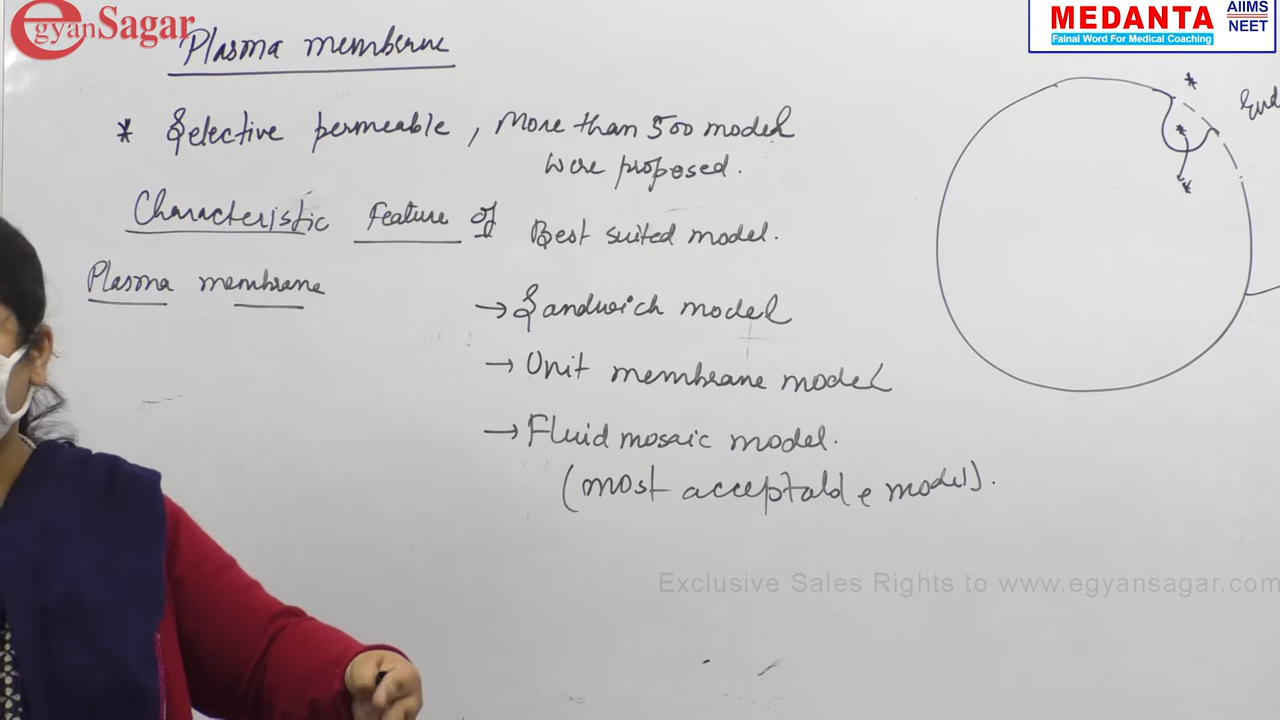 egyanSagar
MEDANTA
Fainal Word For Medical Coaching
AIIMS
NEET
Plasma membrane
* Selective permeable, More than 500 model
were proposed.
Characteristic Feature of
Plasma membrane
Best suited model.
→ Sandwich model
→ Unit membrane model
→ Fluid mosaic model.
(most acceptable model).
Exclusive Sales Rights to www.egyansagar.com